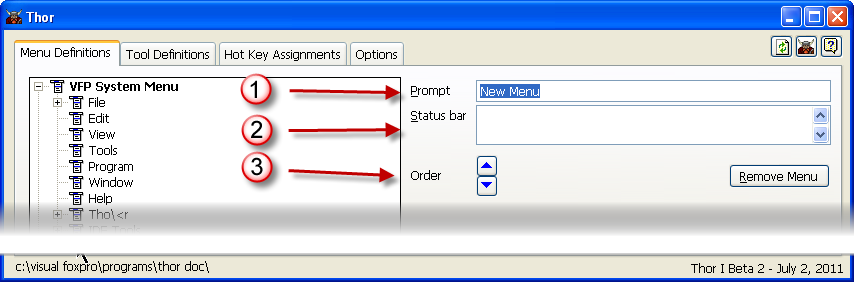 Thor
Menu Definitions Tool Definitions Hot Key Assignments Options
VFP System Menu
File
Edit
View
Tools
Program
Window
Help
Tho\<r
1 Prompt New Menu
2 Status bar
3 Order
Remove Menu
c:\visual foxpro\programs\thor doc\
Thor I Beta 2 - July 2, 2011